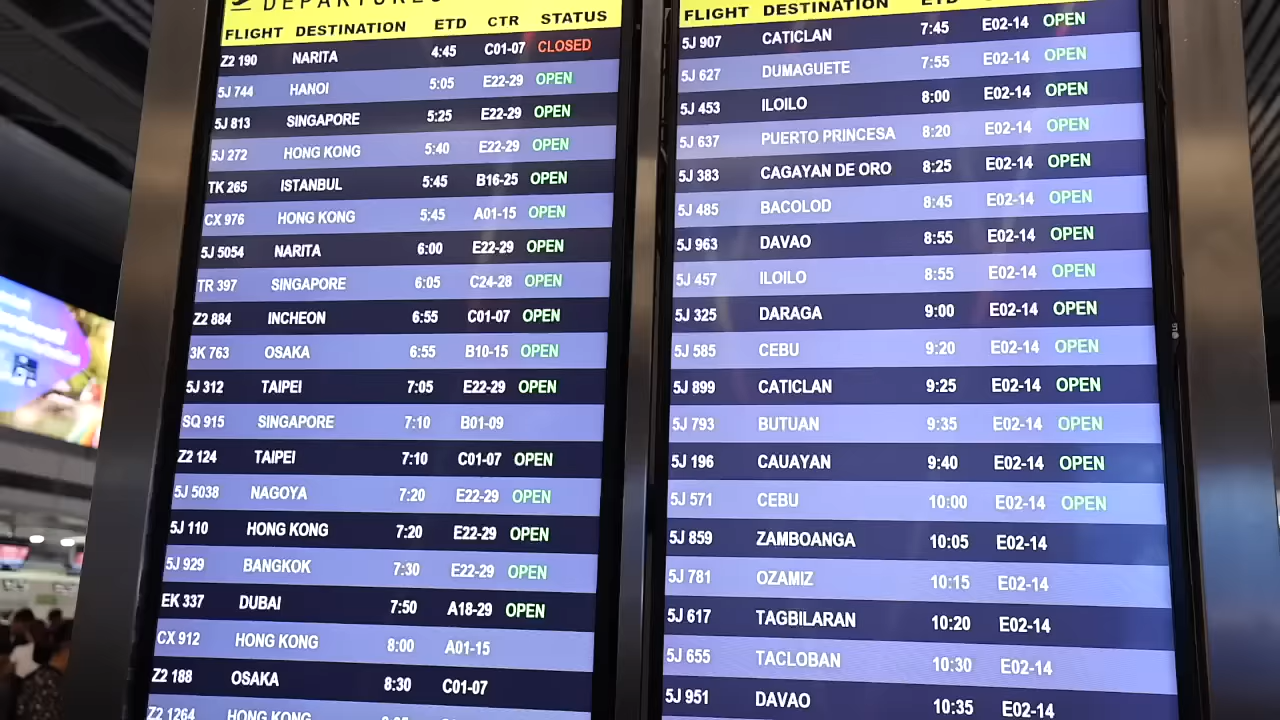 DEPARTURES
FLIGHT DESTINATION ETD CTR STATUS
Z2 190 NARITA 4:45 C01-07 CLOSED
5J 744 HANOI 5:05 E22-29 OPEN
5J 813 SINGAPORE 5:25 E22-29 OPEN
5J 272 HONG KONG 5:40 E22-29 OPEN
TK 265 ISTANBUL 5:45 B16-25 OPEN
CX 976 HONG KONG 5:45 A01-15 OPEN
5J 5054 NARITA 6:00 E22-29 OPEN
TR 397 SINGAPORE 6:05 C24-28 OPEN
Z2 884 INCHEON 6:55 C01-07 OPEN
3K 763 OSAKA 6:55 B10-15 OPEN
5J 312 TAIPEI 7:05 E22-29 OPEN
SQ 915 SINGAPORE 7:10 B01-09
Z2 124 TAIPEI 7:10 C01-07 OPEN
5J 5038 NAGOYA 7:20 E22-29 OPEN
5J 110 HONG KONG 7:20 E22-29 OPEN
5J 929 BANGKOK 7:30 E22-29 OPEN
EK 337 DUBAI 7:50 A18-29 OPEN
CX 912 HONG KONG 8:00 A01-15
Z2 188 OSAKA 8:30 C01-07
Z2 1264 HONG KONG
FLIGHT DESTINATION ETD
5J 907 CATICLAN 7:45 E02-14 OPEN
5J 627 DUMAGUETE 7:55 E02-14 OPEN
5J 453 ILOILO 8:00 E02-14 OPEN
5J 637 PUERTO PRINCESA 8:20 E02-14 OPEN
5J 383 CAGAYAN DE ORO 8:25 E02-14 OPEN
5J 485 BACOLOD 8:45 E02-14 OPEN
5J 963 DAVAO 8:55 E02-14 OPEN
5J 457 ILOILO 8:55 E02-14 OPEN
5J 325 DARAGA 9:00 E02-14 OPEN
5J 585 CEBU 9:20 E02-14 OPEN
5J 899 CATICLAN 9:25 E02-14 OPEN
5J 793 BUTUAN 9:35 E02-14 OPEN
5J 196 CAUAYAN 9:40 E02-14 OPEN
5J 571 CEBU 10:00 E02-14 OPEN
5J 859 ZAMBOANGA 10:05 E02-14
5J 781 OZAMIZ 10:15 E02-14
5J 617 TAGBILARAN 10:20 E02-14
5J 655 TACLOBAN 10:30 E02-14
5J 951 DAVAO 10:35 E02-14
LG